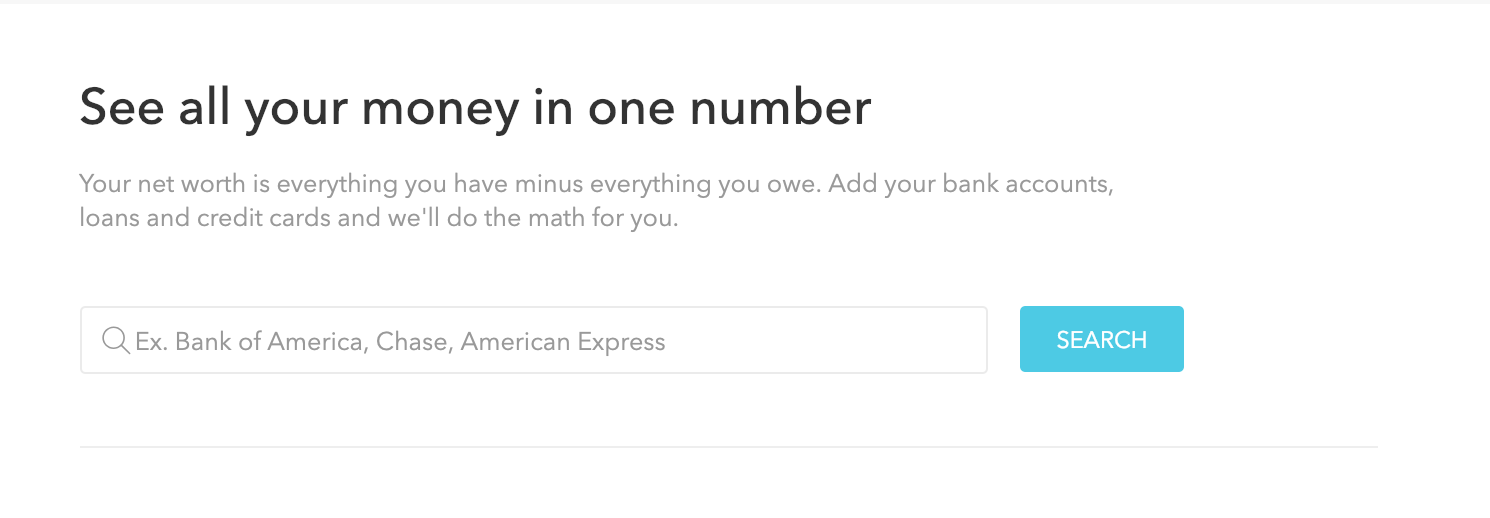 See all your money in one number
Your net worth is everything you have minus everything you owe. Add your bank accounts,
loans and credit cards and we'll do the math for you.
Ex. Bank of America, Chase, American Express
SEARCH